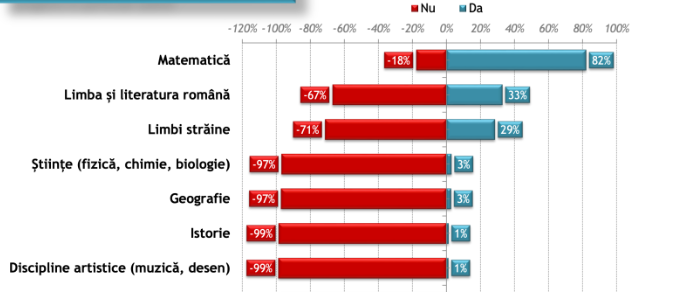 Nu Da
-120% -100% -80% -60% -40% -20% 0% 20% 40% 60% 80% 100%
Matematică -18% 82%
Limba și literatura română -67% 33%
Limbi străine -71% 29%
Științe (fizică, chimie, biologie) -97% 3%
Geografie -97% 3%
Istorie -99% 1%
Discipline artistice (muzică, desen) -99% 1%